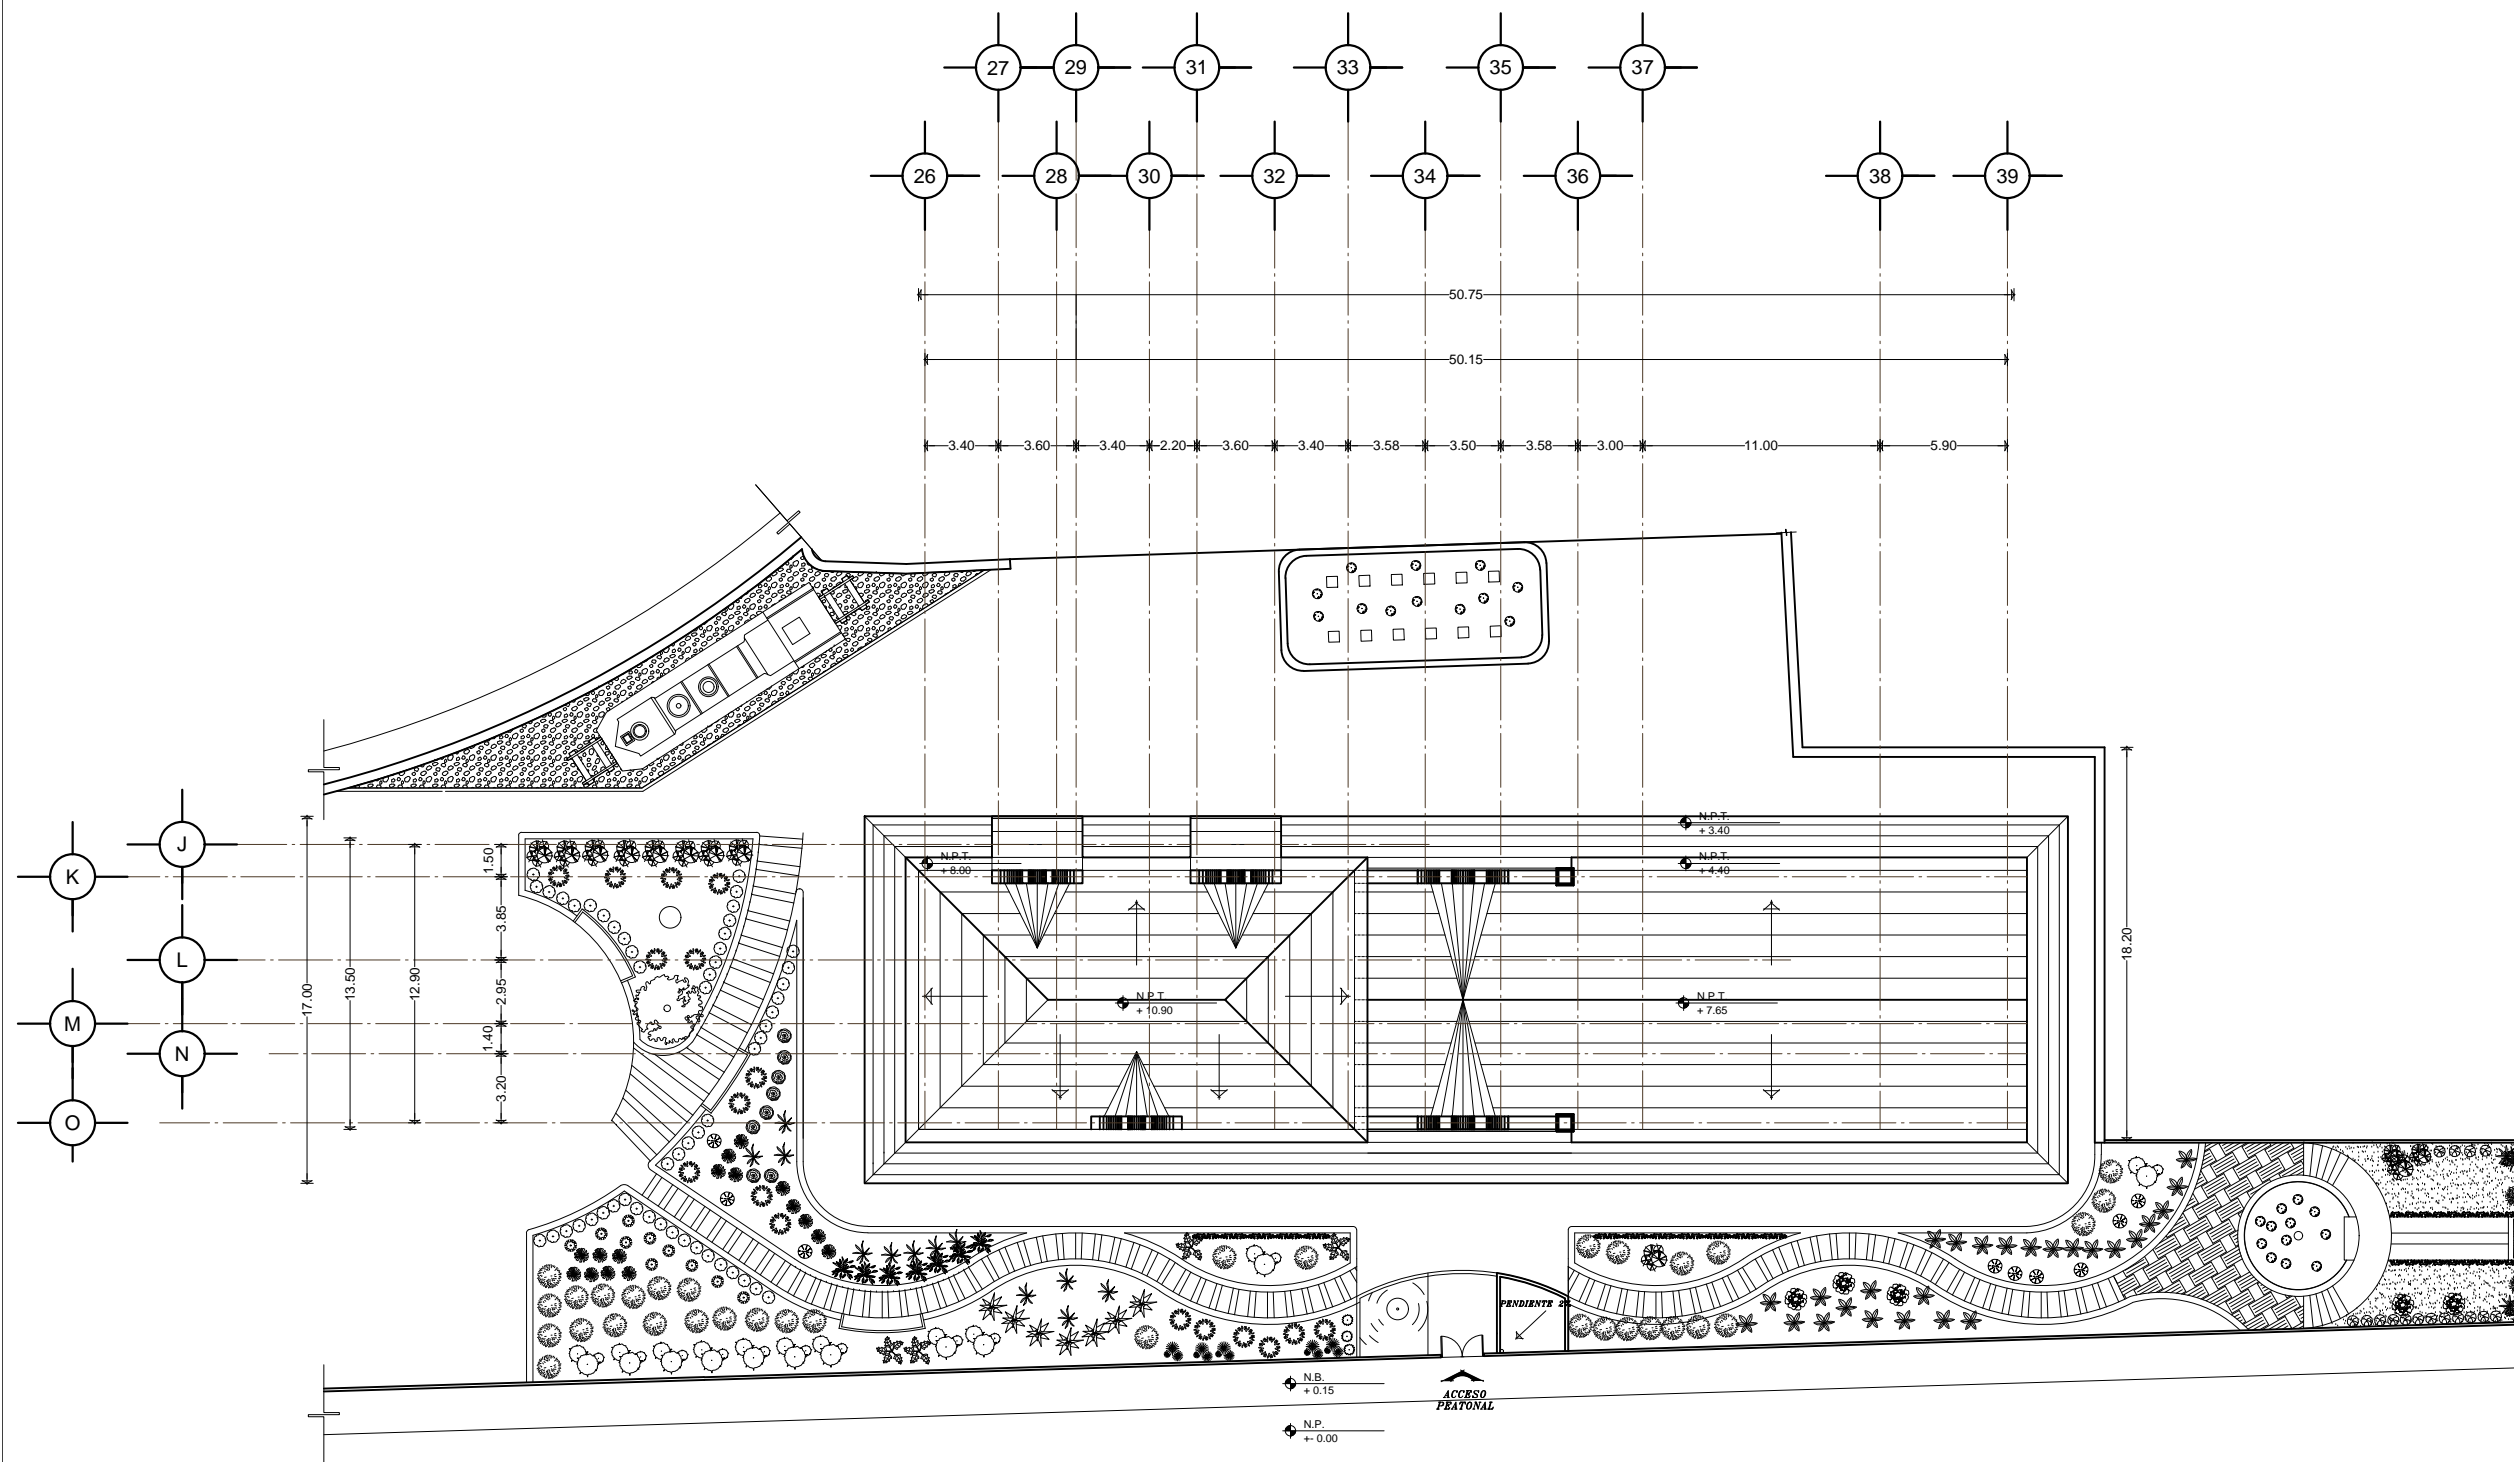 27 29 31 33 35 37
26 28 30 32 34 36 38 39
50.75
50.15
3.40 3.60 3.40 2.20 3.60 3.40 3.58 3.50 3.58 3.00 11.00 5.90
J
K
L
M
N
O
17.00
13.50
12.90
1.50
3.85
2.95
1.40
3.20
18.20
N.P.T.
+ 3.40
N.P.T.
+ 8.00
N.P.T.
+ 4.40
N.P.T.
+ 10.90
N.P.T.
+ 7.65
PENDIENTE 2%
ACCESO
PEATONAL
N.B.
+ 0.15
N.P.
+- 0.00